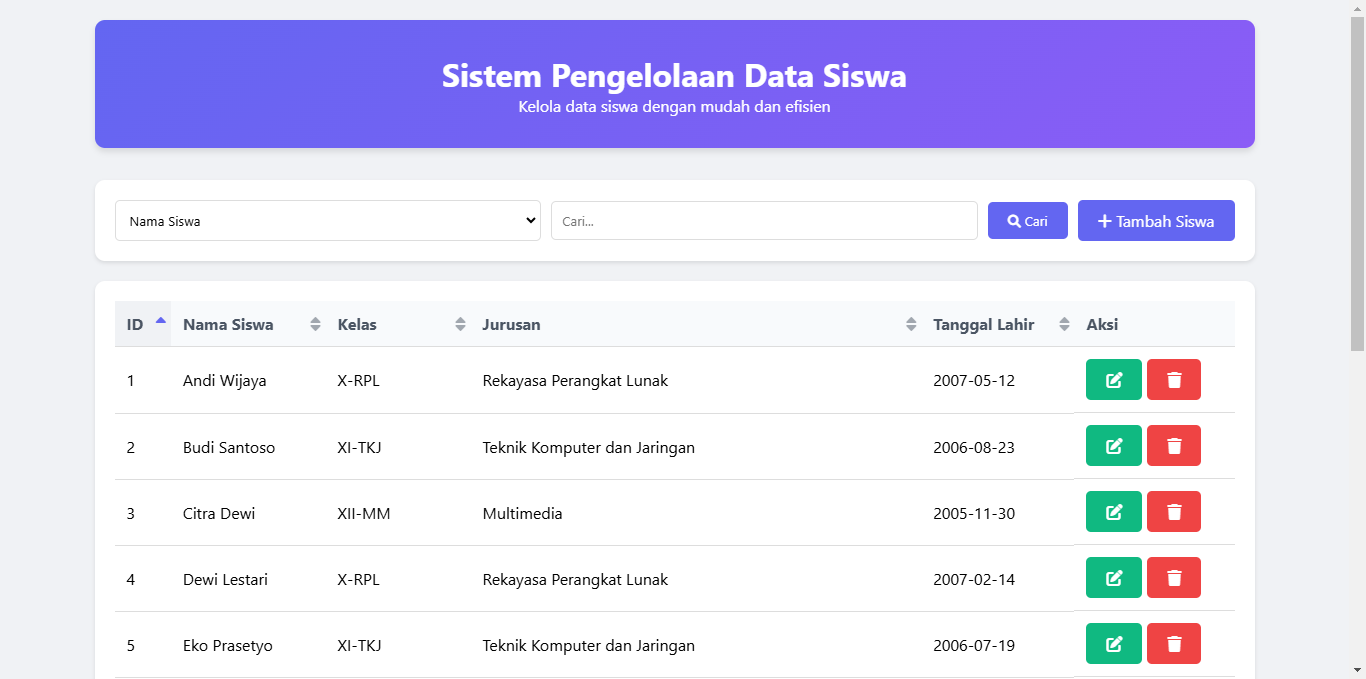 Sistem Pengelolaan Data Siswa
Kelola data siswa dengan mudah dan efisien
Nama Siswa Cari... Cari Tambah Siswa
ID Nama Siswa Kelas Jurusan Tanggal Lahir Aksi
1 Andi Wijaya X-RPL Rekayasa Perangkat Lunak 2007-05-12
2 Budi Santoso XI-TKJ Teknik Komputer dan Jaringan 2006-08-23
3 Citra Dewi XII-MM Multimedia 2005-11-30
4 Dewi Lestari X-RPL Rekayasa Perangkat Lunak 2007-02-14
5 Eko Prasetyo XI-TKJ Teknik Komputer dan Jaringan 2006-07-19